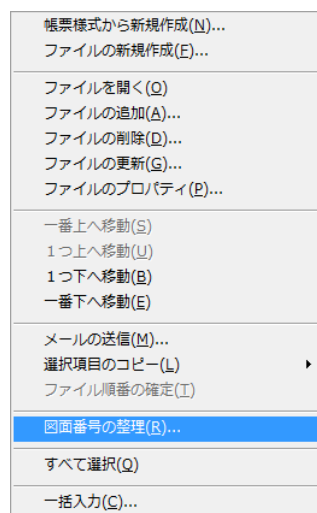 帳票様式から新規作成(N)...
ファイルの新規作成(F)...
ファイルを開く(O)
ファイルの追加(A)...
ファイルの削除(D)...
ファイルの更新(G)...
ファイルのプロパティ(P)...
一番上へ移動(S)
１つ上へ移動(U)
１つ下へ移動(B)
一番下へ移動(E)
メールの送信(M)...
選択項目のコピー(L)
ファイル順番の確定(T)
図面番号の整理(R)...
すべて選択(Q)
一括入力(C)...